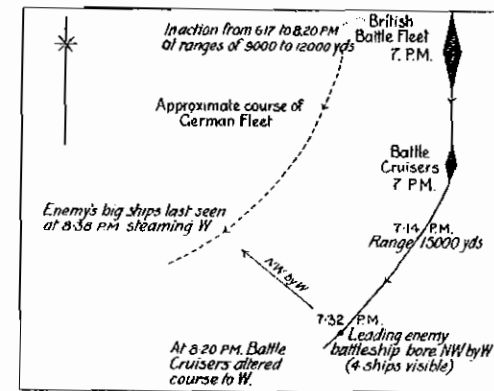 In action from 6·17 to 8.20 PM
at ranges of 9000 to 12000 yds
British
Battle Fleet
7. P.M.
Approximate course of
German Fleet
Battle
Cruisers
7 P.M.
Enemy's big ships last seen
at 8·38 P.M. steaming W
7·14 P.M.
Range 15000 yds
NW by W
7·32 P.M.
Leading enemy
battleship bore NW by W
(4 ships visible)
At 8·20 P.M. Battle
Cruisers altered
course to W.